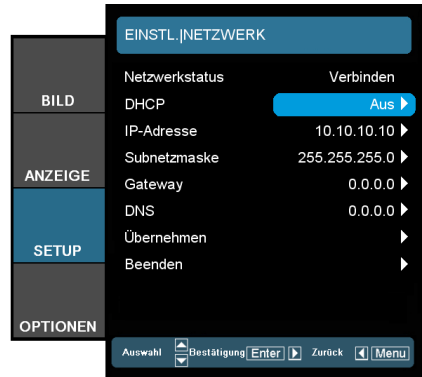 EINSTL.|NETZWERK
Netzwerkstatus Verbinden
DHCP Aus
IP-Adresse 10.10.10.10
Subnetzmaske 255.255.255.0
Gateway 0.0.0.0
DNS 0.0.0.0
Übernehmen
Beenden
BILD
ANZEIGE
SETUP
OPTIONEN
Auswahl Bestätigung Enter Zurück Menu